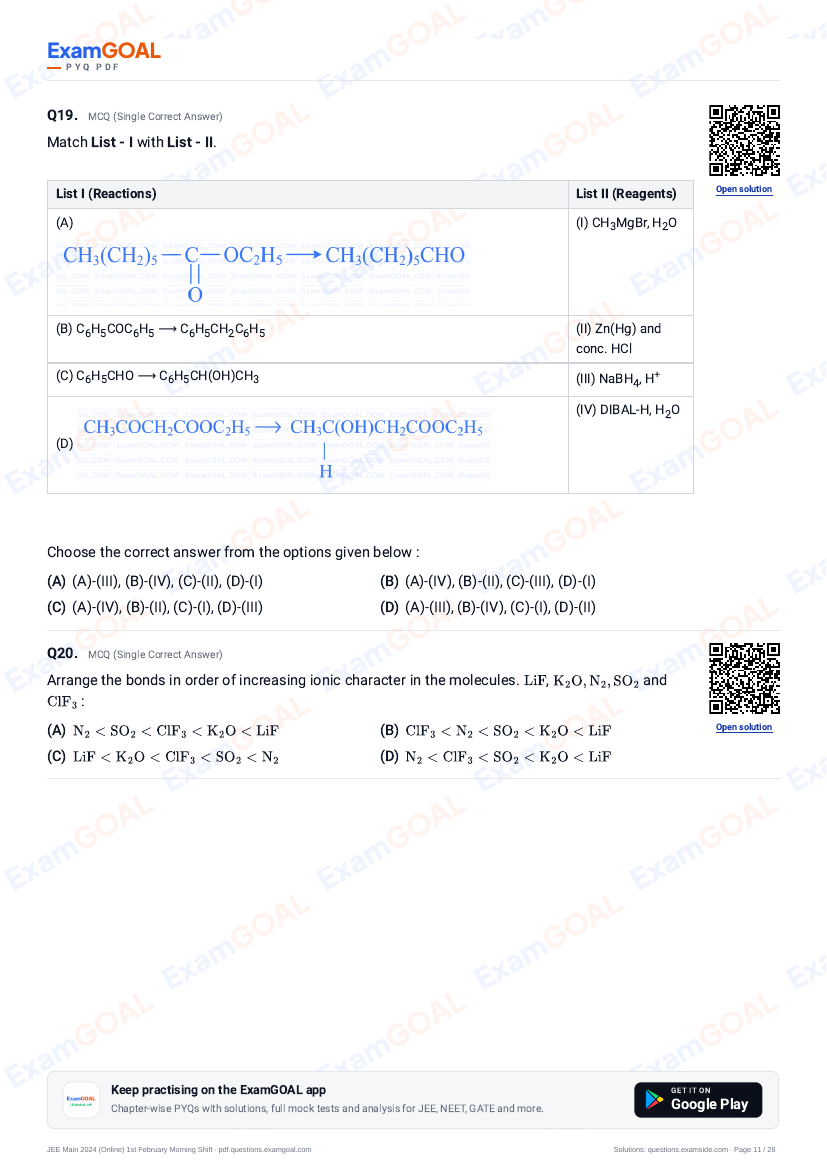 ExamGOAL
PYQ PDF
Q19. MCQ (Single Correct Answer)
Match List - I with List - II.
Open solution
List I (Reactions) List II (Reagents)
(A) (I) CH₃MgBr, H₂O
CH₃(CH₂)₅—C—OC₂H₅⟶CH₃(CH₂)₅CHO
||
O
(B) C₆H₅COC₆H₅ ⟶ C₆H₅CH₂C₆H₅ (II) Zn(Hg) and
conc. HCl
(C) C₆H₅CHO ⟶ C₆H₅CH(OH)CH₃ (III) NaBH₄, H⁺
(IV) DIBAL-H, H₂O
(D) CH₃COCH₂COOC₂H₅ ⟶ CH₃C(OH)CH₂COOC₂H₅
|
H
Choose the correct answer from the options given below :
(A) (A)-(III), (B)-(IV), (C)-(II), (D)-(I) (B) (A)-(IV), (B)-(II), (C)-(III), (D)-(I)
(C) (A)-(IV), (B)-(II), (C)-(I), (D)-(III) (D) (A)-(III), (B)-(IV), (C)-(I), (D)-(II)
Q20. MCQ (Single Correct Answer)
Arrange the bonds in order of increasing ionic character in the molecules. LiF, K₂O, N₂, SO₂ and
ClF₃ :
Open solution
(A) N₂ < SO₂ < ClF₃ < K₂O < LiF (B) ClF₃ < N₂ < SO₂ < K₂O < LiF
(C) LiF < K₂O < ClF₃ < SO₂ < N₂ (D) N₂ < ClF₃ < SO₂ < K₂O < LiF
ExamGOAL
Keep practising on the ExamGOAL app
Chapter-wise PYQs with solutions, full mock tests and analysis for JEE, NEET, GATE and more.
GET IT ON
Google Play
JEE Main 2024 (Online) 1st February Morning Shift · pdf.questions.examgoal.com Solutions: questions.examside.com · Page 11 / 26